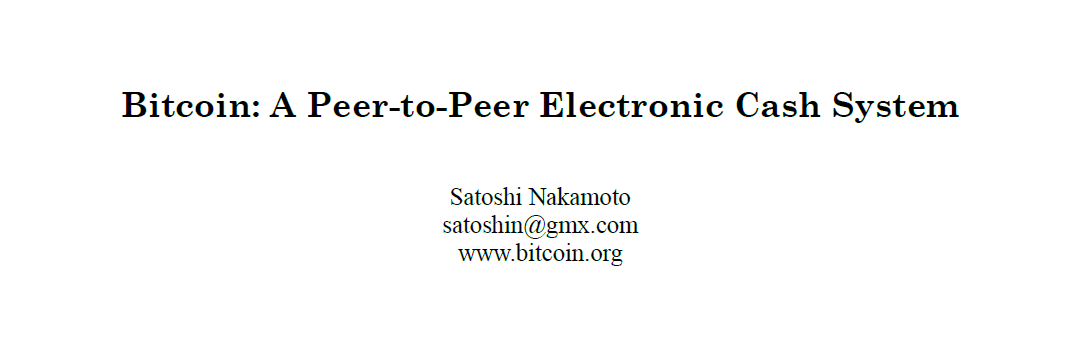 Bitcoin: A Peer-to-Peer Electronic Cash System
Satoshi Nakamoto
satoshin@gmx.com
www.bitcoin.org